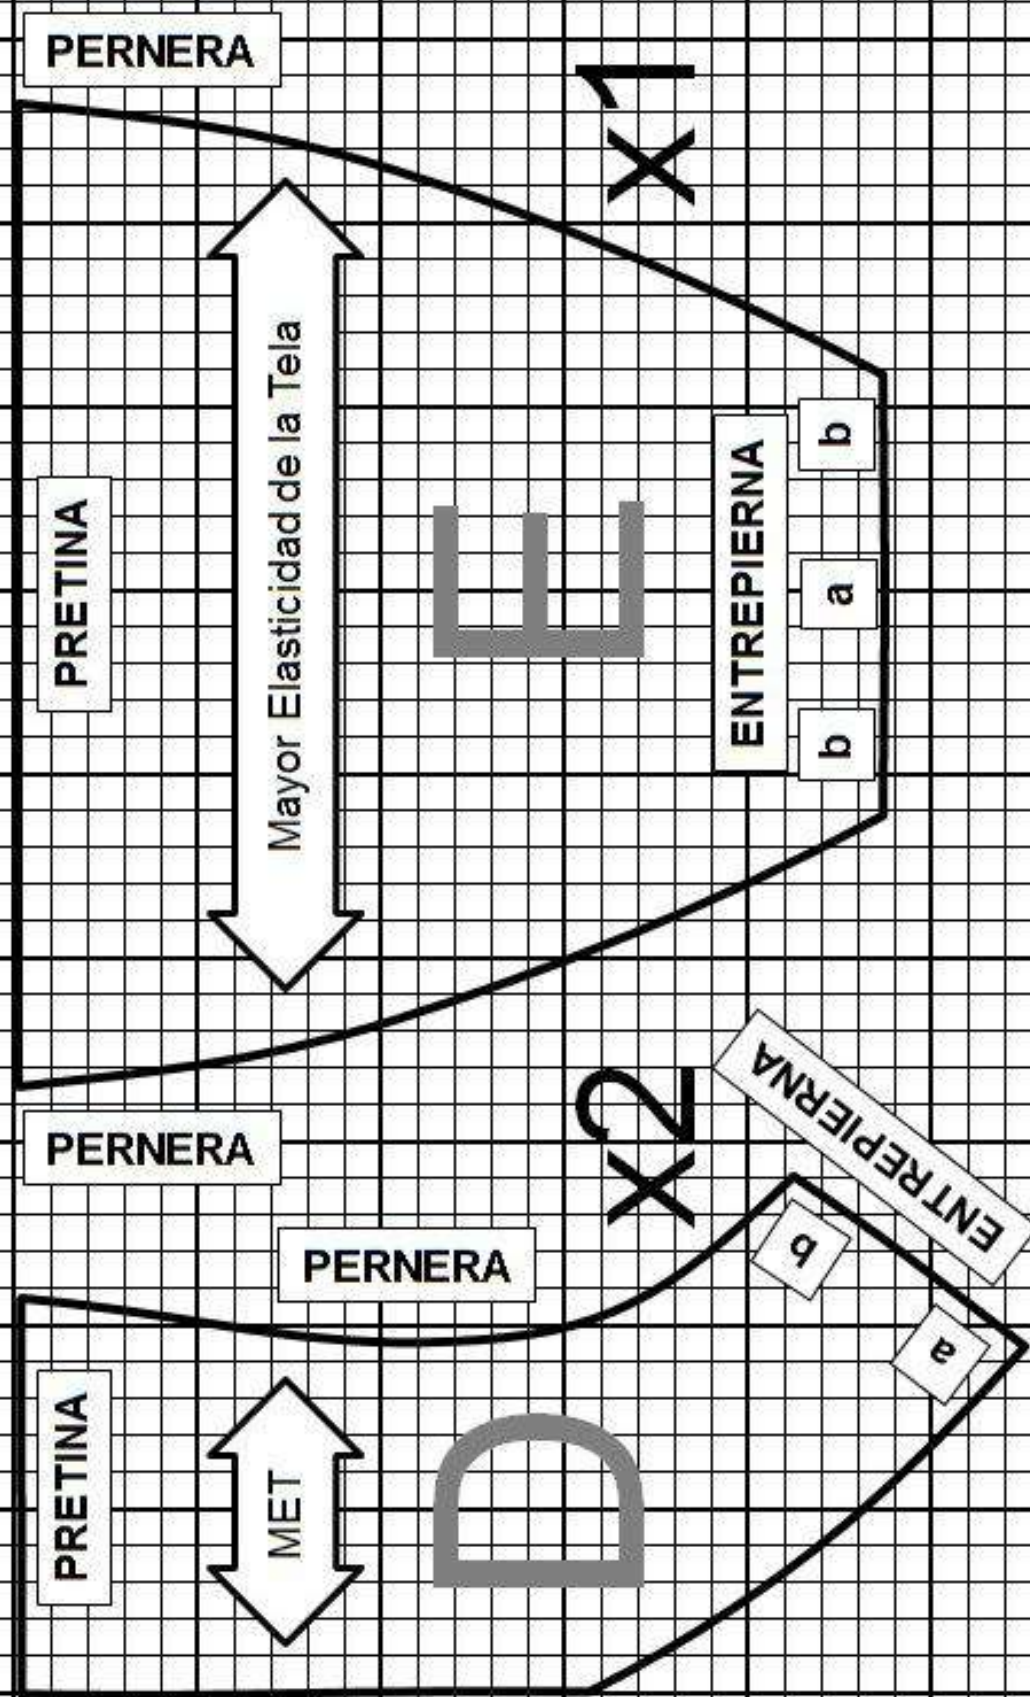 PERNERA
X1
PRETINA
Mayor Elasticidad de la Tela
E
ENTREPIERNA
b
a
b
PERNERA
X2
PERNERA
ENTREPIERNA
b
a
PRETINA
MET
D